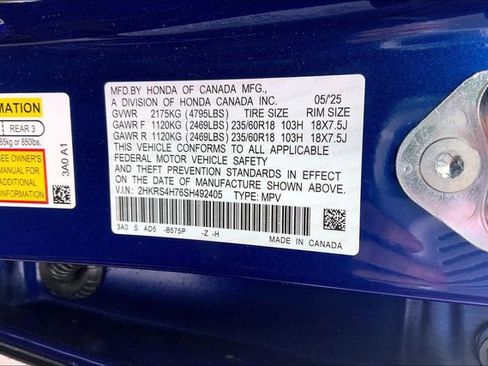 MFD.BY HONDA OF CANADA MFG.,
A DIVISION OF HONDA CANADA INC. 05/25
GVWR 2175KG (4795LBS) TIRE SIZE RIM SIZE
GAWR F 1120KG (2469LBS) 235/60R18 103H 18X7.5J
GAWR R 1120KG (2469LBS) 235/60R18 103H 18X7.5J
THIS VEHICLE CONFORMS TO ALL APPLICABLE
FEDERAL MOTOR VEHICLE SAFETY
AND THEFT PREVENTION STANDARDS IN EFFECT
ON THE DATE OF MANUFACTURE SHOWN ABOVE.
V.I.N: 2HKRS4H76SH492405 TYPE: MPV
3A0 S AD5 -B575P -Z -H
MADE IN CANADA
MATION
REAR 3
85kg or 850lbs.
SEE OWNER'S
MANUAL FOR
ADDITIONAL
INFORMATION
3A0 A1